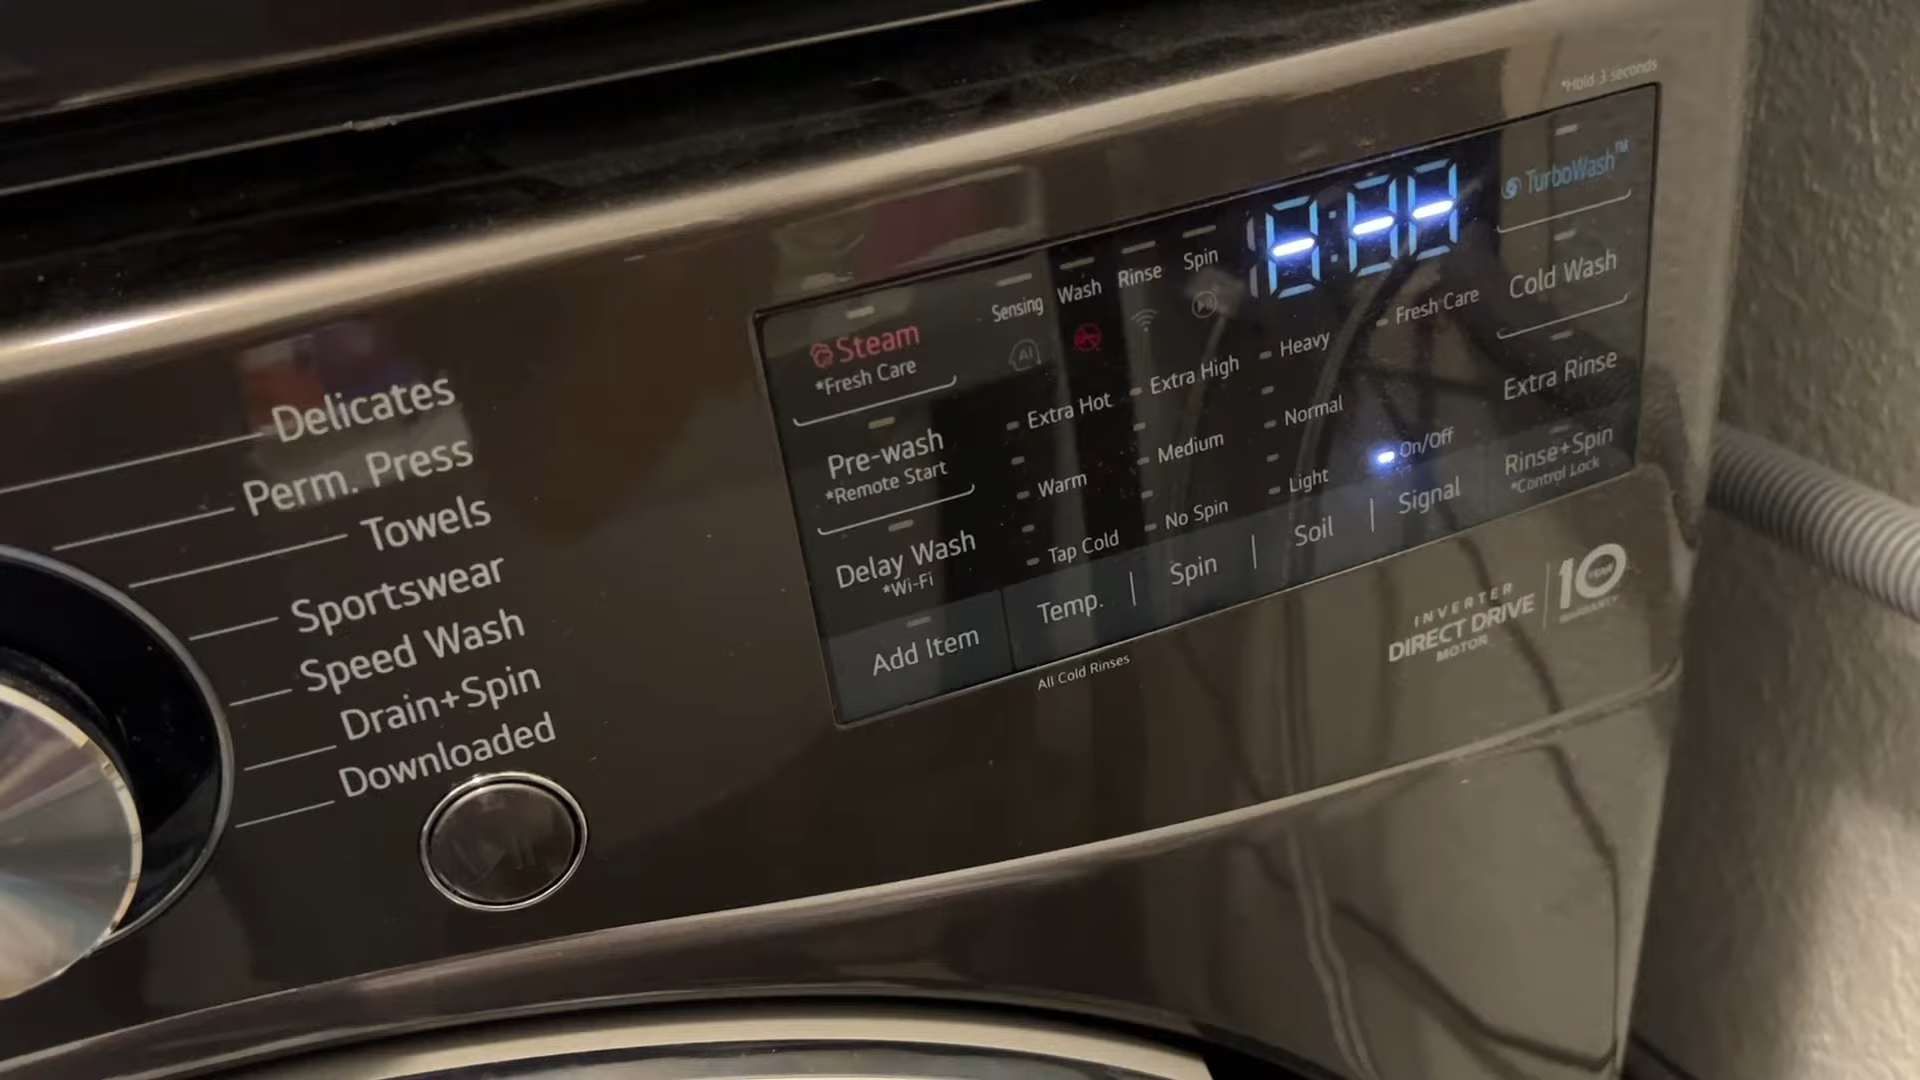 *Hold 3 seconds
Delicates
Perm. Press
Towels
Sportswear
Speed Wash
Drain+Spin
Downloaded
Steam
*Fresh Care
Pre-wash
*Remote Start
Delay Wash
*Wi-Fi
Add Item
Sensing
Wash
Rinse
Spin
AI
-:--
TurboWash™
Cold Wash
Extra Rinse
Rinse+Spin
*Control Lock
Extra Hot
Warm
Tap Cold
Temp.
Extra High
Medium
No Spin
Spin
Heavy
Normal
Light
Soil
Fresh Care
On/Off
Signal
All Cold Rinses
INVERTER
DIRECT DRIVE
MOTOR
10
YEAR
WARRANTY